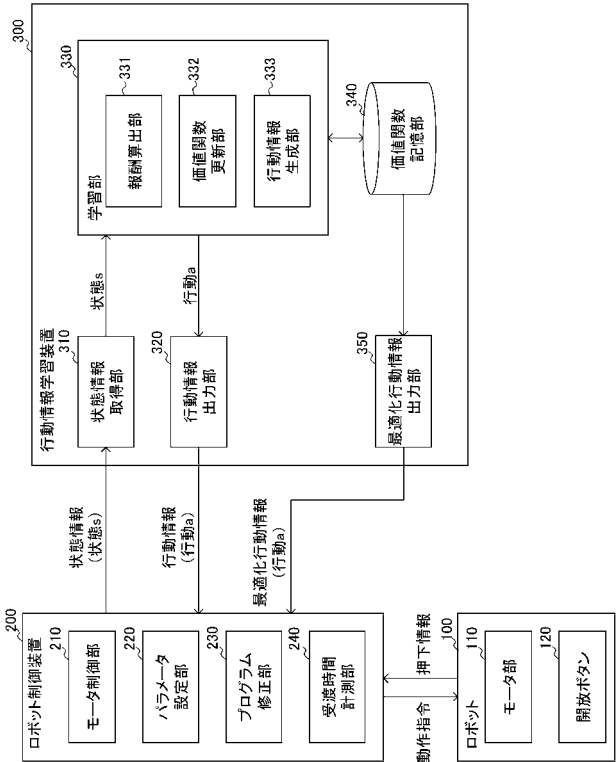 300
行動情報学習装置
330
学習部
331
報酬算出部
332
価値関数
更新部
333
行動情報
生成部
340
価値関数
記憶部
状態s
行動a
310
状態情報
取得部
320
行動情報
出力部
350
最適化行動情報
出力部
状態情報
(状態s)
行動情報
(行動a)
最適化行動情報
(行動a)
200
ロボット制御装置
210
モータ制御部
220
パラメータ
設定部
230
プログラム
修正部
240
受渡時間
計測部
動作指令
押下情報
100
ロボット
110
モータ部
120
開放ボタン